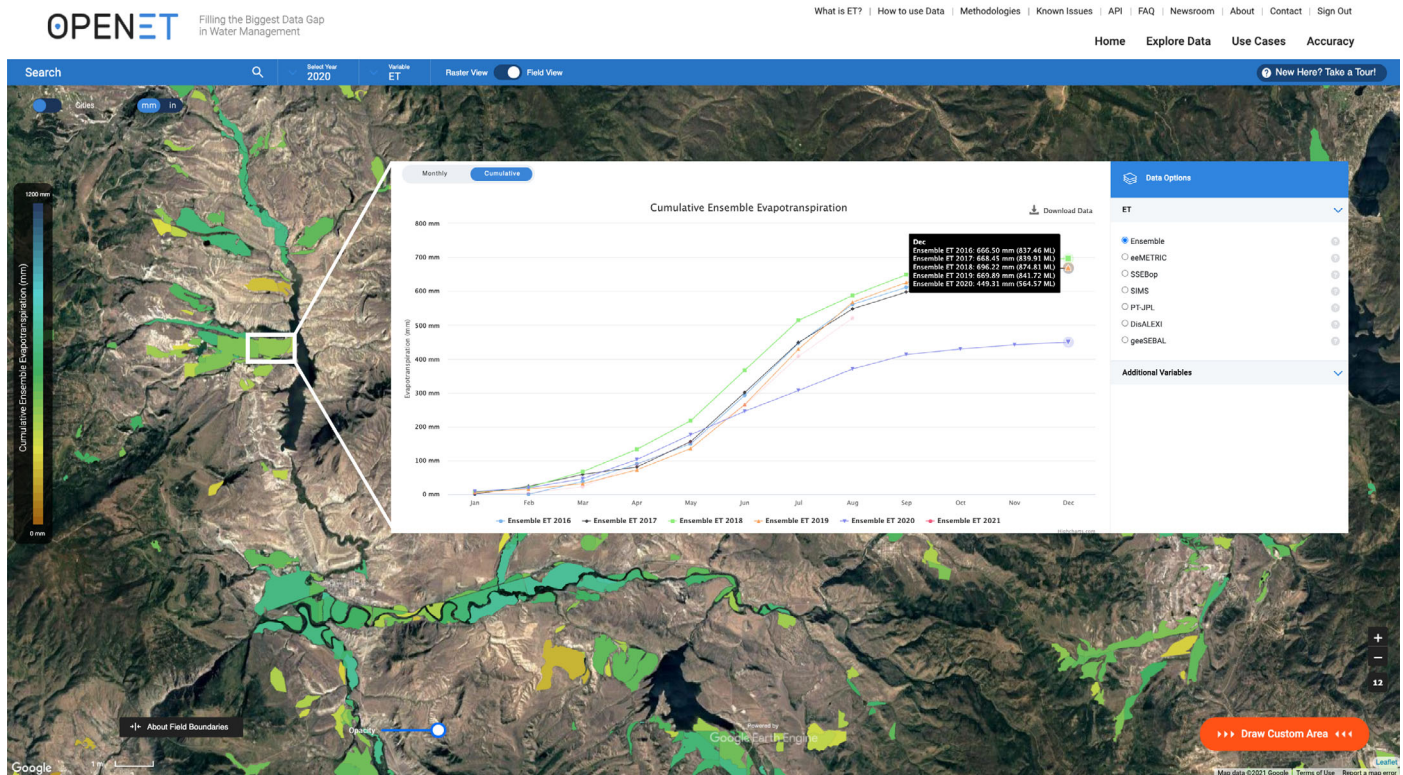 OPENET
Filling the Biggest Data Gap
in Water Management
What is ET? | How to use Data | Methodologies | Known Issues | API | FAQ | Newsroom | About | Contact | Sign Out
Home Explore Data Use Cases Accuracy
Search
Select Year
2020
Variable
ET
Raster View
Field View
? New Here? Take a Tour!
Cities
mm in
1200 mm
Cumulative Ensemble Evapotranspiration (mm)
0 mm
Monthly
Cumulative
Cumulative Ensemble Evapotranspiration
Download Data
Evapotranspiration (mm)
800 mm
700 mm
600 mm
500 mm
400 mm
300 mm
200 mm
100 mm
0 mm
Dec
Ensemble ET 2016: 666.50 mm (837.46 ML)
Ensemble ET 2017: 668.45 mm (839.91 ML)
Ensemble ET 2018: 696.22 mm (874.81 ML)
Ensemble ET 2019: 669.89 mm (841.72 ML)
Ensemble ET 2020: 449.31 mm (564.57 ML)
Jan Feb Mar Apr May Jun Jul Aug Sep Oct Nov Dec
Ensemble ET 2016 Ensemble ET 2017 Ensemble ET 2018 Ensemble ET 2019 Ensemble ET 2020 Ensemble ET 2021
Highcharts.com
Data Options
ET
Ensemble ?
eeMETRIC ?
SSEBop ?
SIMS ?
PT-JPL ?
DisALEXI ?
geeSEBAL ?
Additional Variables
About Field Boundaries
Opacity
Powered by
Google Earth Engine
+
−
12
Draw Custom Area
Leaflet
Google
Map data ©2021 Google | Terms of Use Report a map error